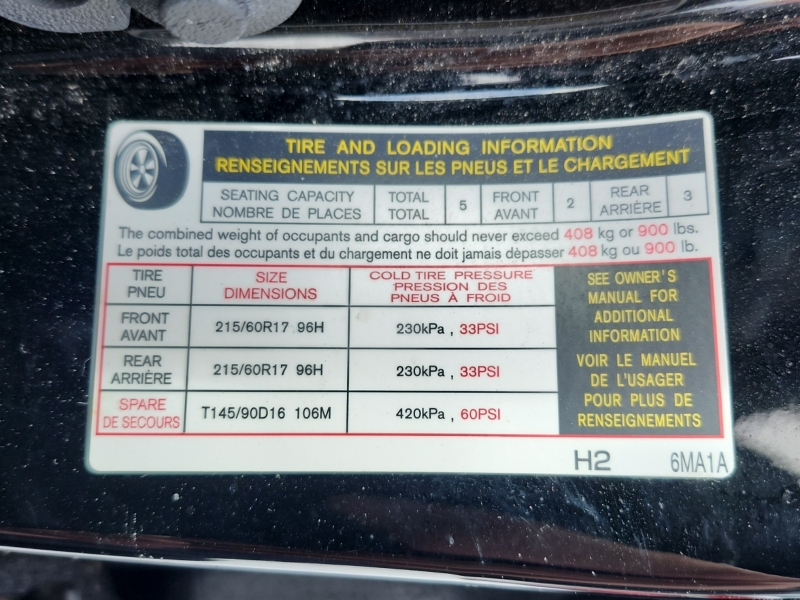 TIRE AND LOADING INFORMATION
RENSEIGNEMENTS SUR LES PNEUS ET LE CHARGEMENT
SEATING CAPACITY TOTAL 5 FRONT 2 REAR 3
NOMBRE DE PLACES TOTAL AVANT ARRIÈRE
The combined weight of occupants and cargo should never exceed 408 kg or 900 lbs.
Le poids total des occupants et du chargement ne doit jamais dèpasser 408 kg ou 900 lb.
TIRE SIZE COLD TIRE PRESSURE
PNEU DIMENSIONS PRESSION DES
PNEUS À FROID
FRONT 215/60R17 96H 230kPa , 33PSI
AVANT
REAR 215/60R17 96H 230kPa , 33PSI
ARRIÈRE
SPARE T145/90D16 106M 420kPa , 60PSI
DE SECOURS
SEE OWNER'S
MANUAL FOR
ADDITIONAL
INFORMATION
VOIR LE MANUEL
DE L'USAGER
POUR PLUS DE
RENSEIGNEMENTS
H2 6MA1A